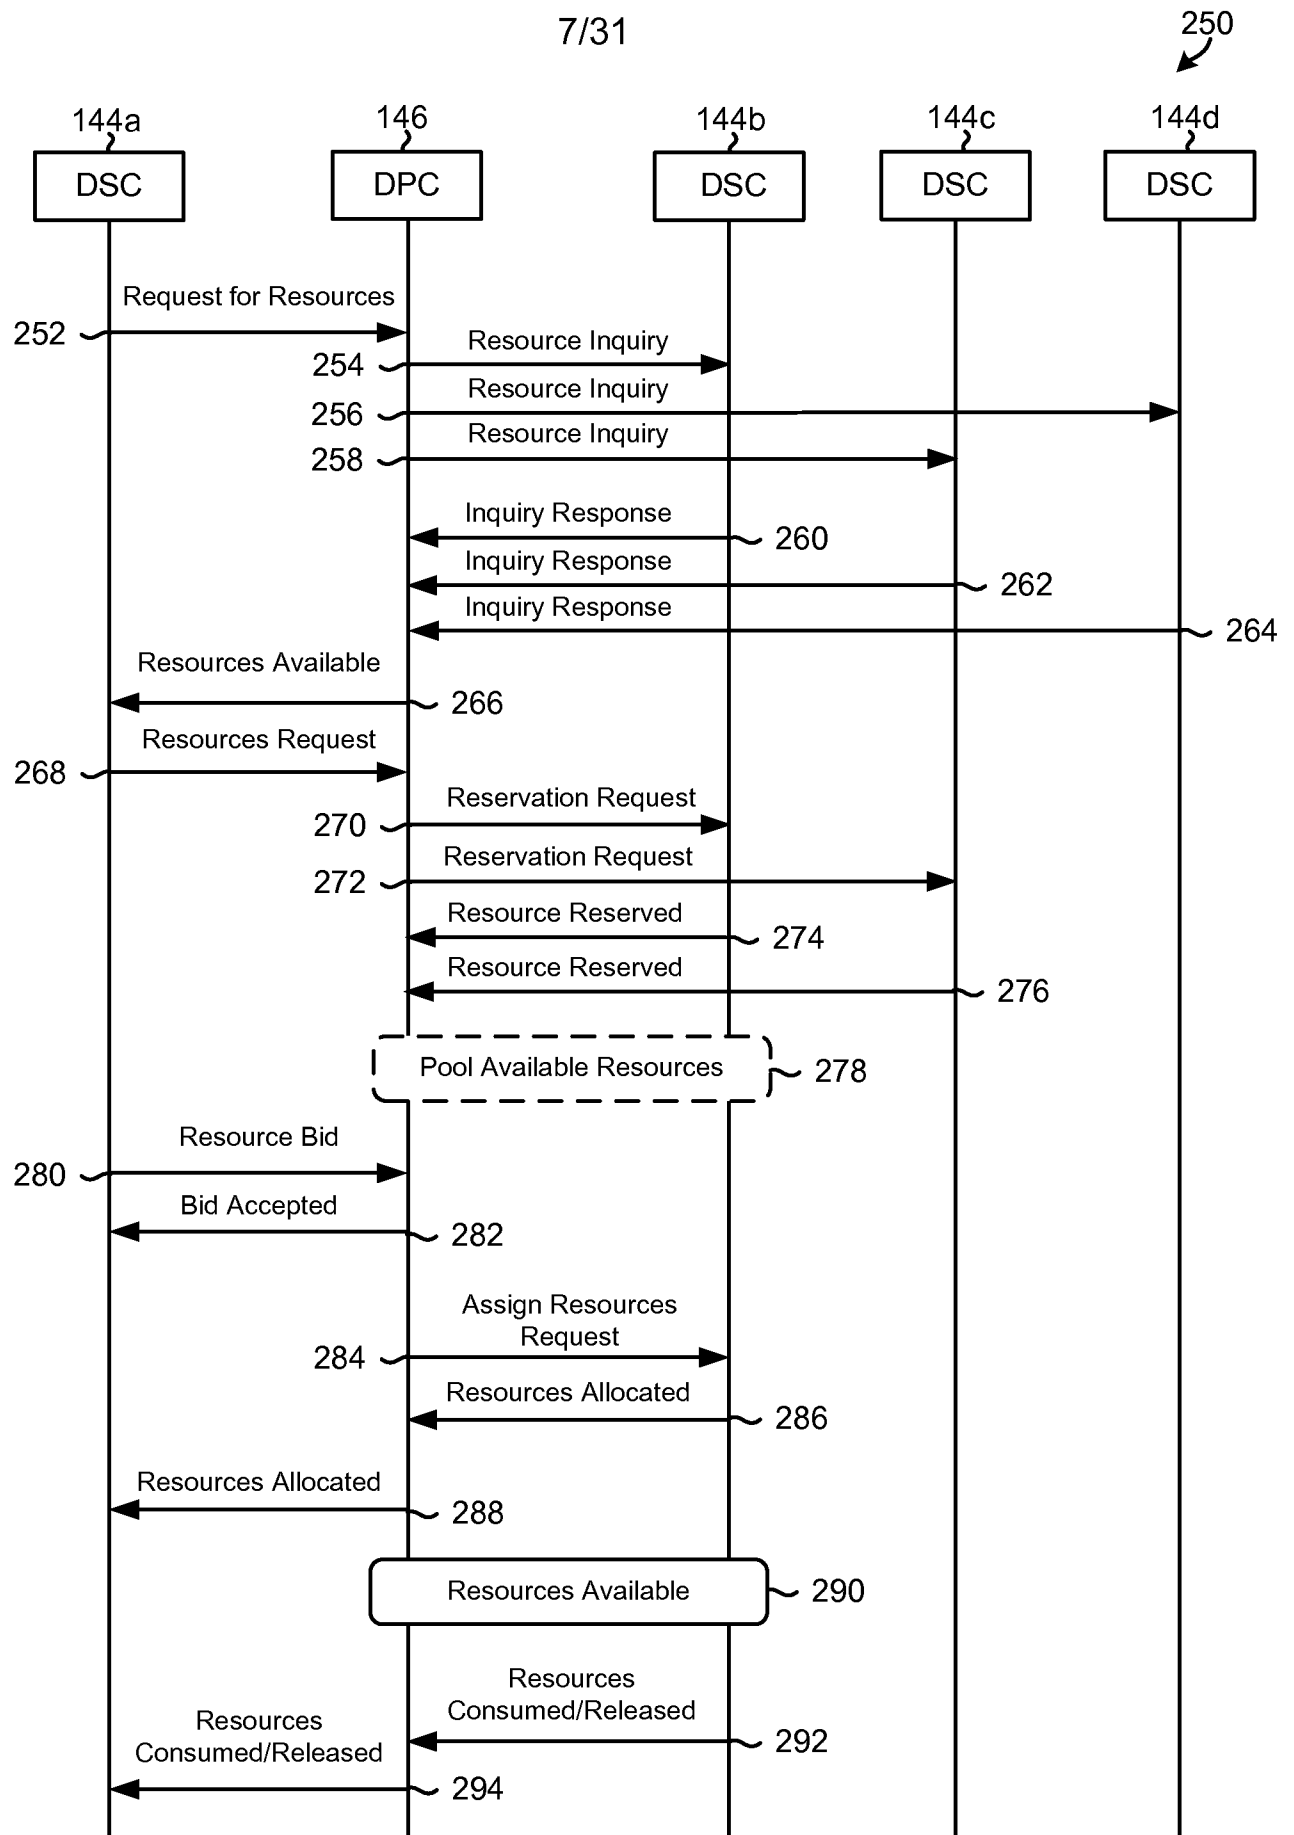 7/31
250
144a
146
144b
144c
144d
DSC
DPC
DSC
DSC
DSC
Request for Resources
252
Resource Inquiry
254
Resource Inquiry
256
Resource Inquiry
258
Inquiry Response
260
Inquiry Response
262
Inquiry Response
264
Resources Available
266
Resources Request
268
Reservation Request
270
Reservation Request
272
Resource Reserved
274
Resource Reserved
276
Pool Available Resources
278
Resource Bid
280
Bid Accepted
282
Assign Resources
Request
284
Resources Allocated
286
Resources Allocated
288
Resources Available
290
Resources
Consumed/Released
292
Resources
Consumed/Released
294